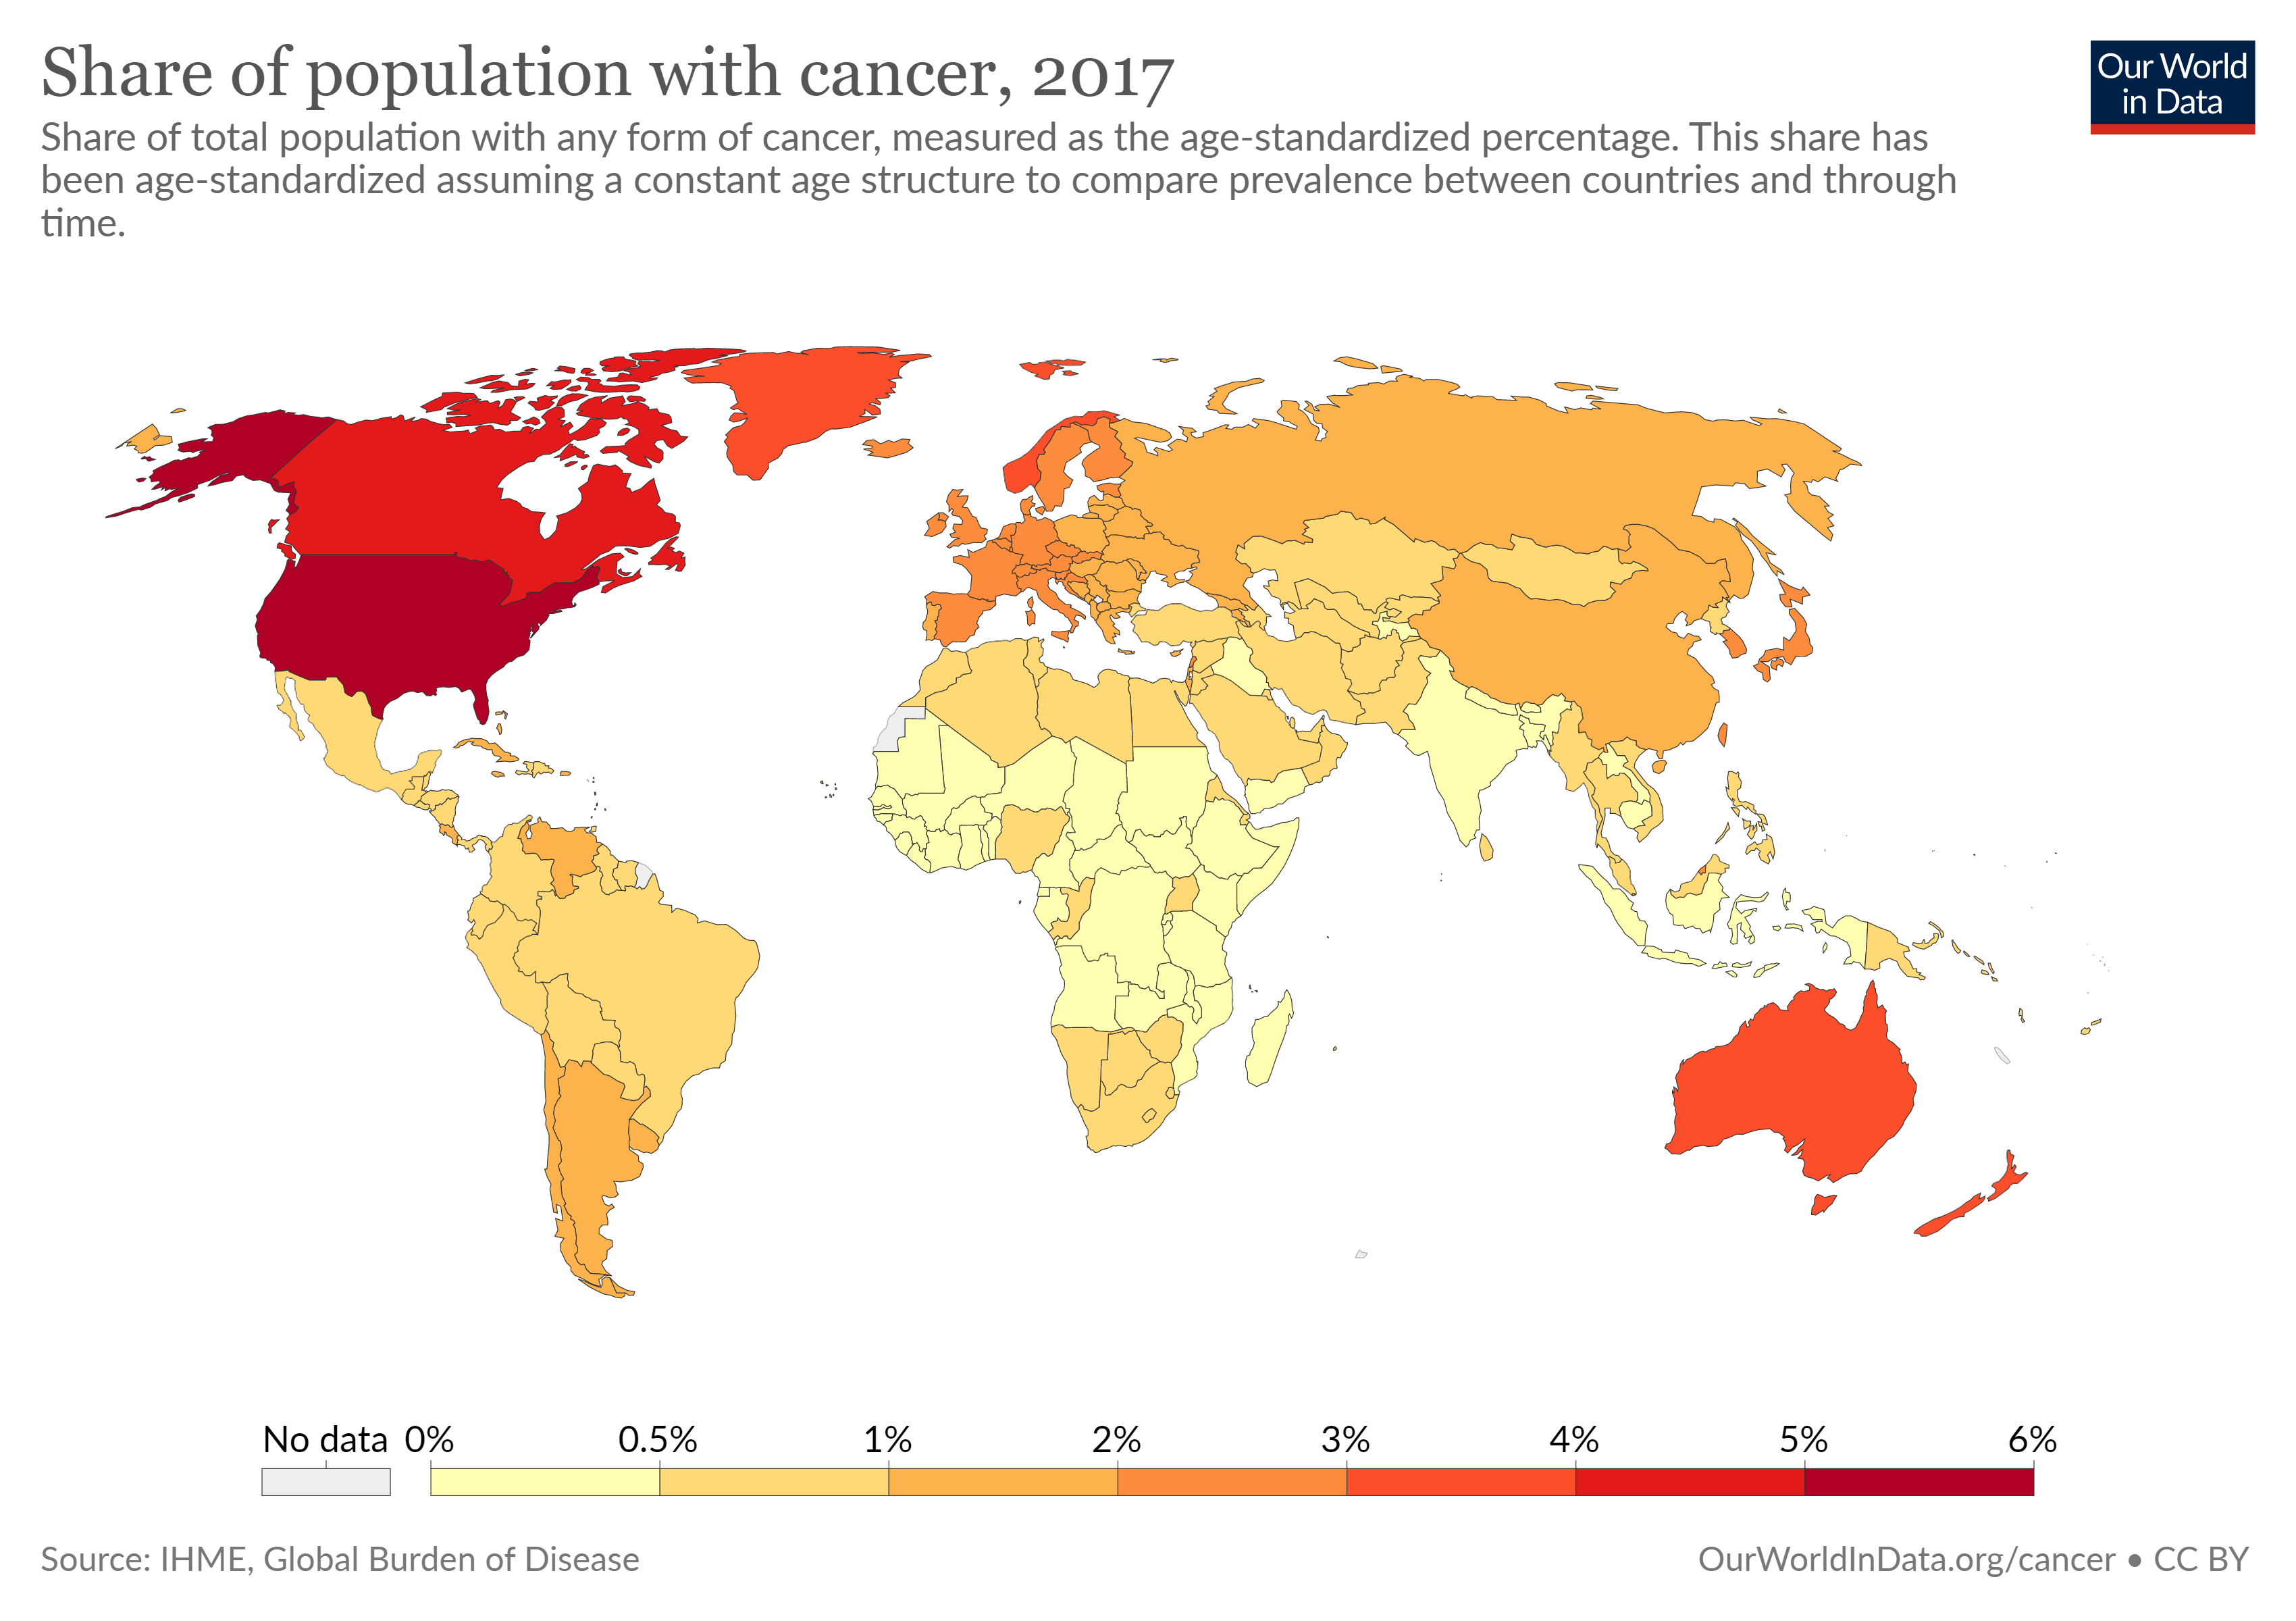 Share of population with cancer, 2017
Our World
in Data
Share of total population with any form of cancer, measured as the age-standardized percentage. This share has
been age-standardized assuming a constant age structure to compare prevalence between countries and through
time.
No data 0% 0.5% 1% 2% 3% 4% 5% 6%
Source: IHME, Global Burden of Disease
OurWorldInData.org/cancer • CC BY